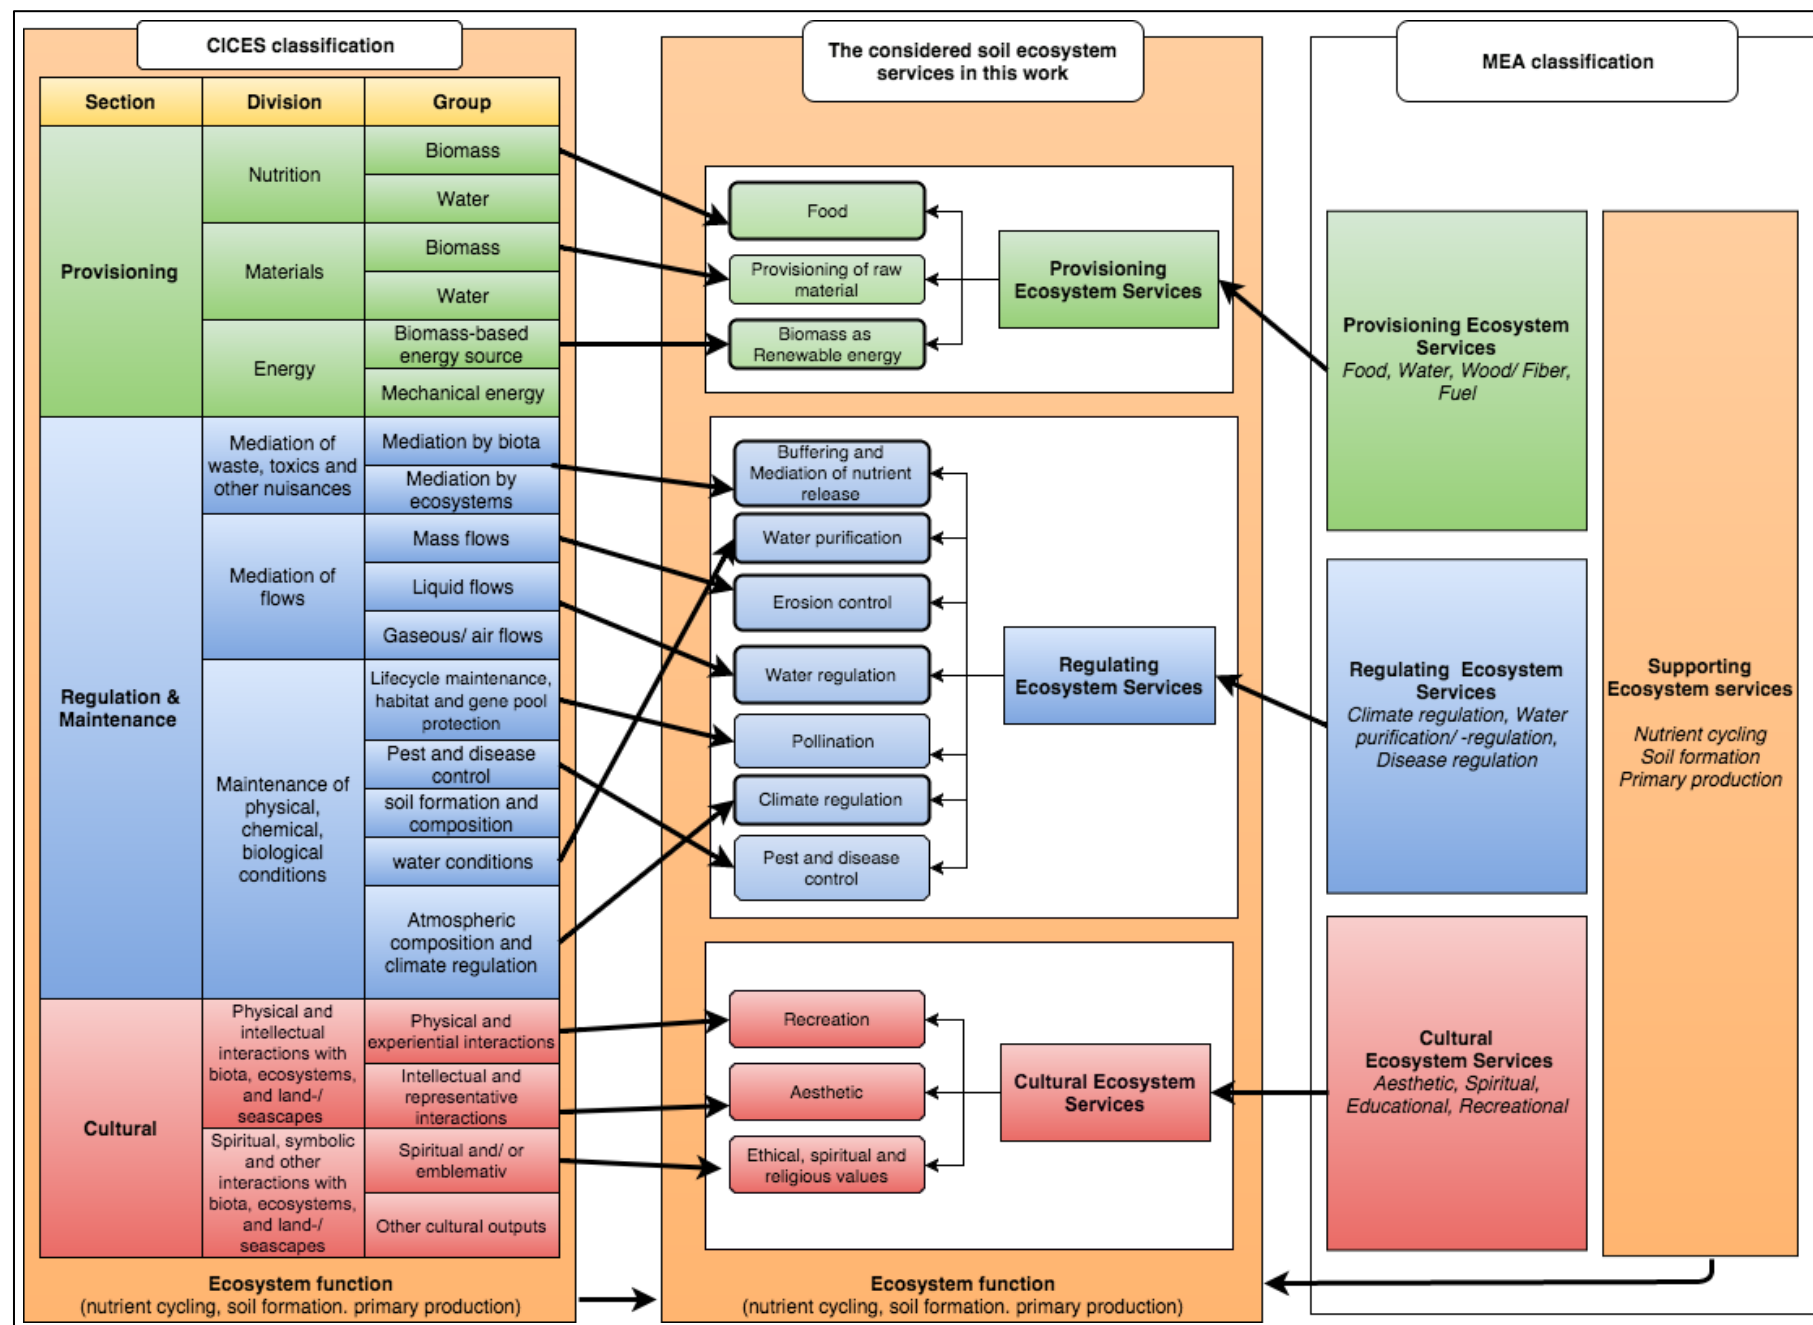 CICES classification
Section
Division
Group
Provisioning
Nutrition
Biomass
Water
Materials
Biomass
Water
Energy
Biomass-based
energy source
Mechanical energy
Regulation &
Maintenance
Mediation of
waste, toxics and
other nuisances
Mediation by biota
Mediation by
ecosystems
Mediation of
flows
Mass flows
Liquid flows
Gaseous/ air flows
Maintenance of
physical,
chemical,
biological
conditions
Lifecycle maintenance,
habitat and gene pool
protection
Pest and disease
control
soil formation and
composition
water conditions
Atmospheric
composition and
climate regulation
Cultural
Physical and
intellectual
interactions with
biota, ecosystems,
and land-/
seascapes
Physical and
experiential interactions
Intellectual and
representative
interactions
Spiritual, symbolic
and other
interactions with
biota, ecosystems,
and land-/
seascapes
Spiritual and/ or
emblemativ
Other cultural outputs
Ecosystem function
(nutrient cycling, soil formation. primary production)
The considered soil ecosystem
services in this work
Food
Provisioning of raw
material
Biomass as
Renewable energy
Provisioning
Ecosystem Services
Buffering and
Mediation of nutrient
release
Water purification
Erosion control
Water regulation
Pollination
Climate regulation
Pest and disease
control
Regulating
Ecosystem Services
Recreation
Aesthetic
Ethical, spiritual and
religious values
Cultural Ecosystem
Services
Ecosystem function
(nutrient cycling, soil formation. primary production)
MEA classification
Provisioning Ecosystem
Services
Food, Water, Wood/ Fiber,
Fuel
Regulating Ecosystem
Services
Climate regulation, Water
purification/ -regulation,
Disease regulation
Cultural
Ecosystem Services
Aesthetic, Spiritual,
Educational, Recreational
Supporting
Ecosystem services
Nutrient cycling
Soil formation
Primary production